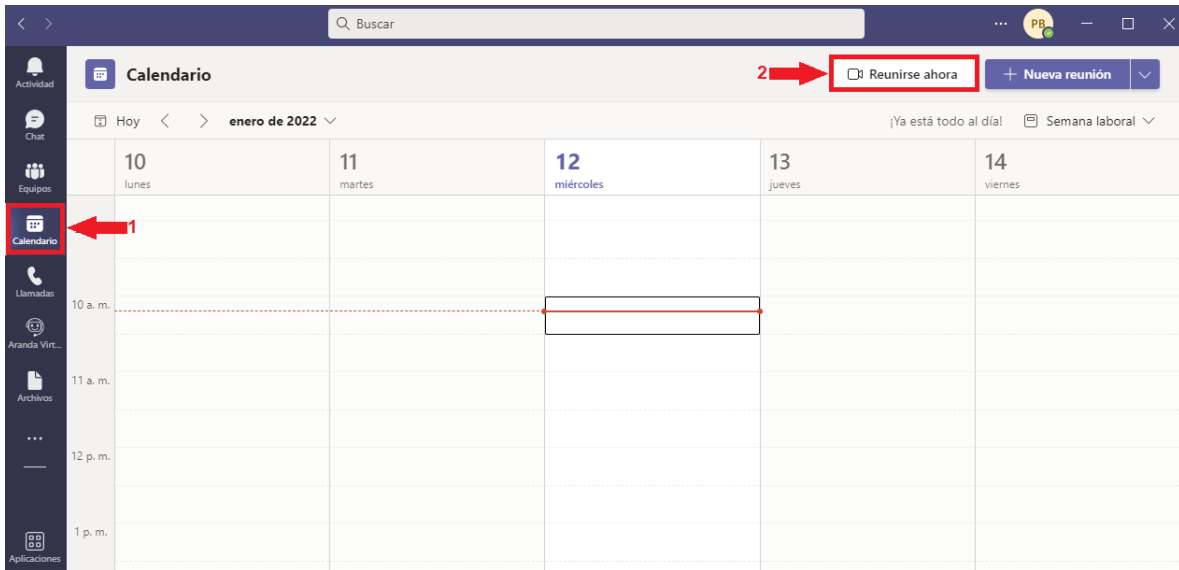 Buscar
PB
Actividad
Chat
Equipos
Calendario
Llamadas
Aranda Virt...
Archivos
Aplicaciones
Calendario
2
Reunirse ahora
Nueva reunión
Hoy
enero de 2022
¡Ya está todo al día!
Semana laboral
10
lunes
11
martes
12
miércoles
13
jueves
14
viernes
1
10 a. m.
11 a. m.
12 p. m.
1 p. m.